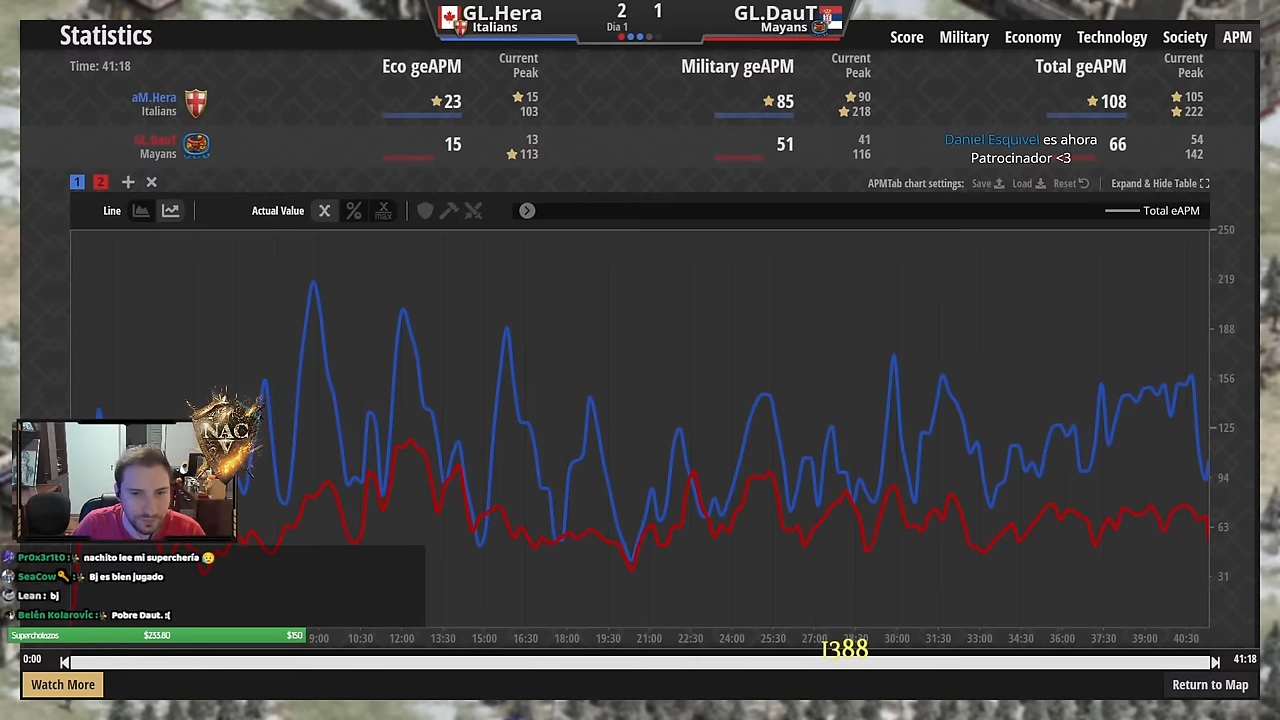 GL.Hera
2
1
GL.DauT
Italians
Dia 1
Mayans
Statistics
Score
Military
Economy
Technology
Society
APM
Time: 41:18
Eco geAPM
Current
Peak
Military geAPM
Current
Peak
Total geAPM
Current
Peak
aM.Hera
Italians
23
15
103
85
90
218
108
105
222
GL.DauT
Mayans
15
13
113
51
41
116
66
54
142
Daniel Esquivel es ahora
Patrocinador <3
1
2
APMTab chart settings:
Save
Load
Reset
Expand & Hide Table
Line
Actual Value
X
%
X
max
Total eAPM
250
219
188
156
125
94
63
31
NAC
V
Pr0x3r1t0 : nachito lee mi superchería
SeaCow : Bj es bien jugado
Lean : bj
Belén Kolarovic : Pobre Daut. :(
Supercholazos
$233.80
$150
9:00
10:30
12:00
13:30
15:00
16:30
18:00
19:30
21:00
22:30
24:00
25:30
27:00
28:30
30:00
31:30
33:00
34:30
36:00
37:30
39:00
40:30
1388
0:00
41:18
Watch More
Return to Map